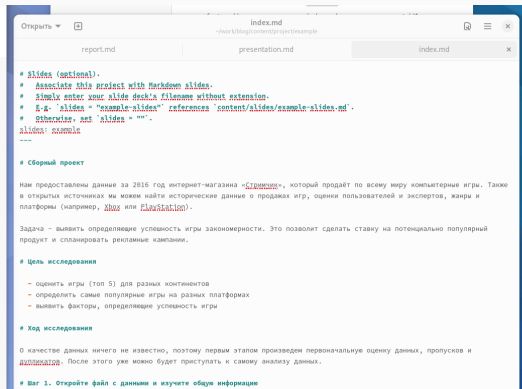 Открыть
index.md
~/work/blog/content/project/example
report.md
presentation.md
index.md
# Slides (optional).
#   Associate this project with Markdown slides.
#   Simply enter your slide deck's filename without extension.
#   E.g. `slides = "example-slides"` references `content/slides/example-slides.md`.
#   Otherwise, set `slides = ""`.
slides: example
---
# Сборный проект
Нам предоставлены данные за 2016 год интернет-магазина «Стримчик», который продаёт по всему миру компьютерные игры. Также
в открытых источниках мы можем найти исторические данные о продажах игр, оценки пользователей и экспертов, жанры и
платформы (например, Xbox или PlayStation).
Задача - выявить определяющие успешность игры закономерности. Это позволит сделать ставку на потенциально популярный
продукт и спланировать рекламные кампании.
# Цель исследования
- оценить игры (топ 5) для разных континентов
- определить самые популярные игры на разных платформах
- выявить факторы, определяющие успешность игры
# Ход исследования
О качестве данных ничего не известно, поэтому первым этапом произведем первоначальную оценку данных, пропусков и
дупликатов. После этого уже можно будет приступать к самому анализу данных.
# Шаг 1. Откройте файл с данными и изучите общую информацию